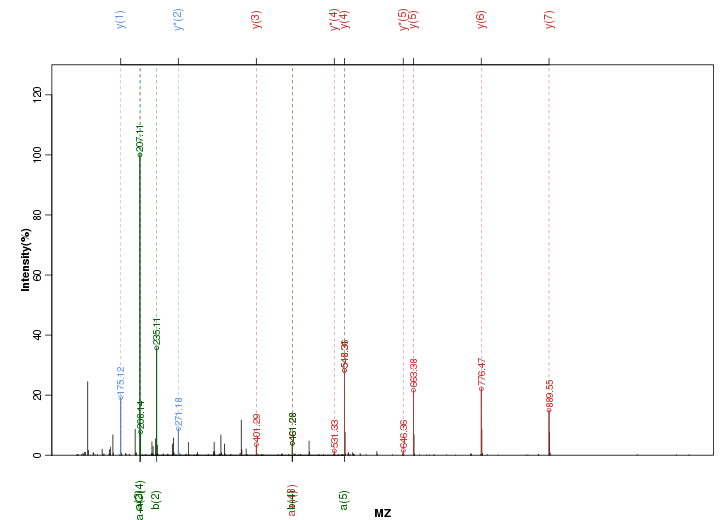 y(1)
y*(2)
y(3)
y*(4)
y(4)
y*(5)
y(5)
y(6)
y(7)
120
100
80
60
40
20
0
Intensity(%)
207.11
235.11
175.12
208.14
271.18
401.29
461.28
531.33
548.36
646.36
663.38
776.47
889.55
b(2)
a(5)
MZ